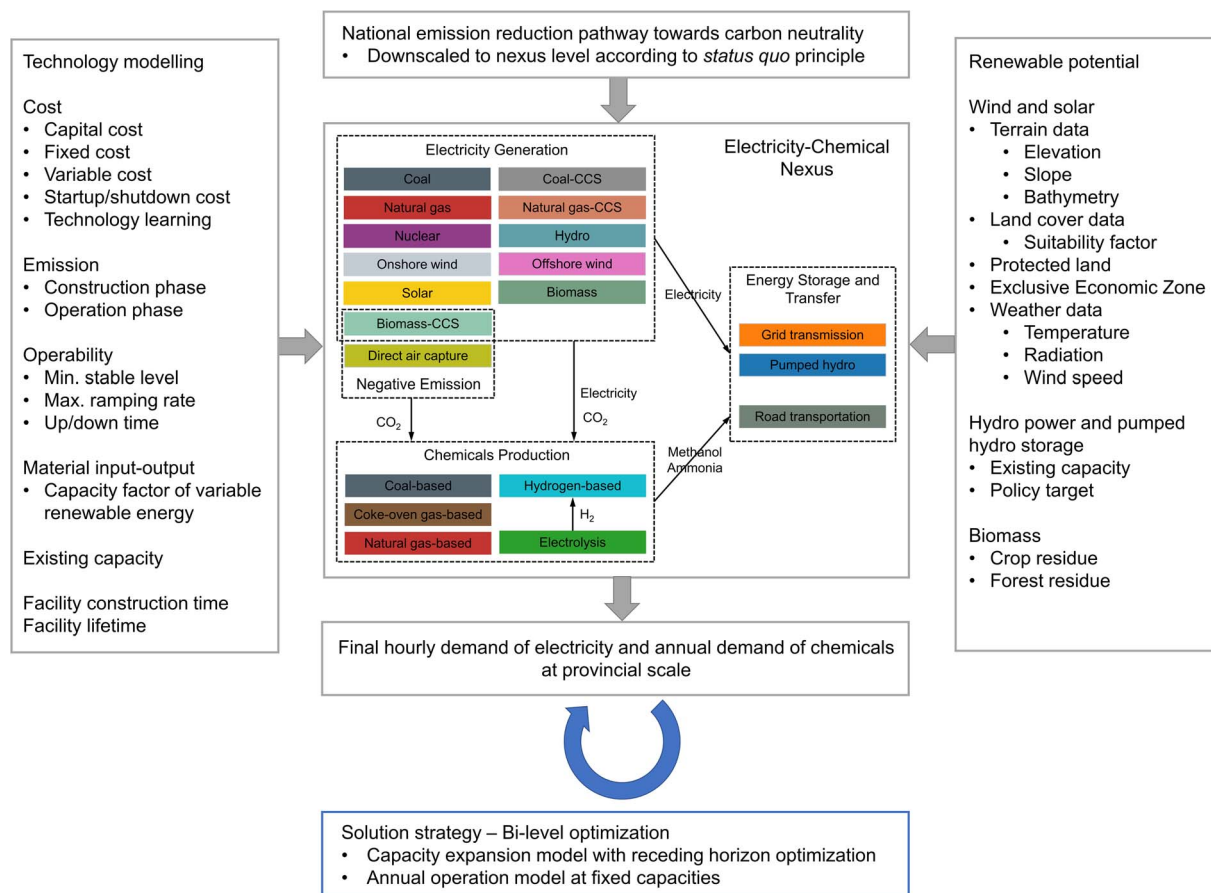 National emission reduction pathway towards carbon neutrality
• Downscaled to nexus level according to status quo principle
Technology modelling
Cost
• Capital cost
• Fixed cost
• Variable cost
• Startup/shutdown cost
• Technology learning
Emission
• Construction phase
• Operation phase
Operability
• Min. stable level
• Max. ramping rate
• Up/down time
Material input-output
• Capacity factor of variable
renewable energy
Existing capacity
Facility construction time
Facility lifetime
Electricity-Chemical
Nexus
Electricity Generation
Coal
Coal-CCS
Natural gas
Natural gas-CCS
Nuclear
Hydro
Onshore wind
Offshore wind
Solar
Biomass
Biomass-CCS
Direct air capture
Negative Emission
Electricity
CO₂
Electricity
CO₂
Chemicals Production
Coal-based
Hydrogen-based
Coke-oven gas-based
H₂
Natural gas-based
Electrolysis
Methanol
Ammonia
Energy Storage and
Transfer
Grid transmission
Pumped hydro
Road transportation
Renewable potential
Wind and solar
• Terrain data
• Elevation
• Slope
• Bathymetry
• Land cover data
• Suitability factor
• Protected land
• Exclusive Economic Zone
• Weather data
• Temperature
• Radiation
• Wind speed
Hydro power and pumped
hydro storage
• Existing capacity
• Policy target
Biomass
• Crop residue
• Forest residue
Final hourly demand of electricity and annual demand of chemicals
at provincial scale
Solution strategy – Bi-level optimization
• Capacity expansion model with receding horizon optimization
• Annual operation model at fixed capacities